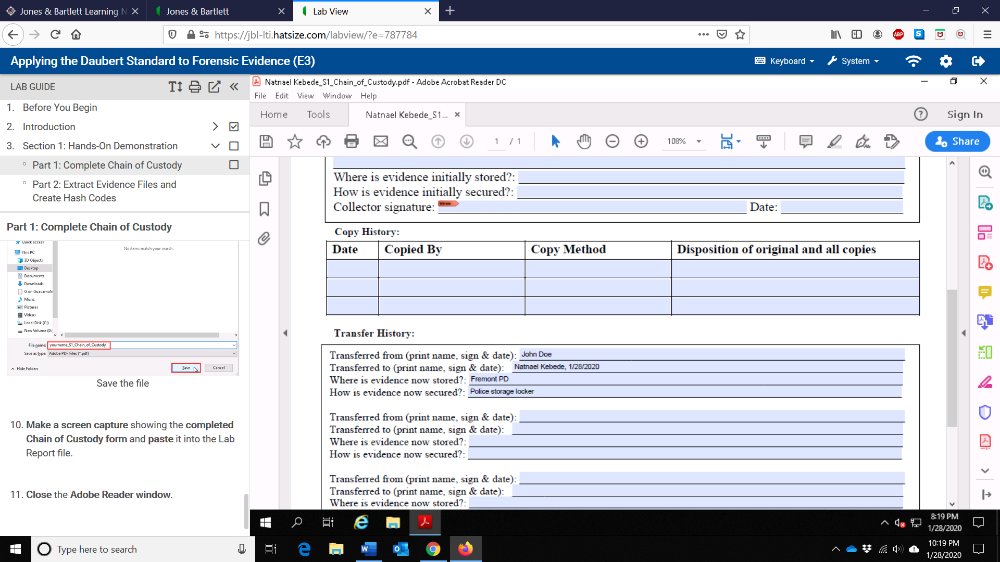 Jones & Bartlett Learning N
Jones & Bartlett
Lab View
https://jbl-lti.hatsize.com/labview/?e=787784
ABP
S
Applying the Daubert Standard to Forensic Evidence (E3)
Keyboard
System
LAB GUIDE
1. Before You Begin
2. Introduction
3. Section 1: Hands-On Demonstration
Part 1: Complete Chain of Custody
Part 2: Extract Evidence Files and
Create Hash Codes
Part 1: Complete Chain of Custody
Quick access
No items match your search.
This PC
3D Objects
Desktop
Documents
Downloads
G on Guacamole
Music
Pictures
Videos
Local Disk (C:)
New Volume (D:
File name: yourname_S1_Chain_of_Custody
Save as type: Adobe PDF Files (*.pdf)
Hide Folders
Save
Cancel
Save the file
10. Make a screen capture showing the completed
Chain of Custody form and paste it into the Lab
Report file.
11. Close the Adobe Reader window.
Natnael Kebede_S1_Chain_of_Custody.pdf - Adobe Acrobat Reader DC
File Edit View Window Help
Home Tools Natnael Kebede_S1... Sign In
1 / 1
108%
Share
Where is evidence initially stored?:
How is evidence initially secured?:
Collector signature: Date:
Copy History:
Date Copied By Copy Method Disposition of original and all copies
Transfer History:
Transferred from (print name, sign & date): John Doe
Transferred to (print name, sign & date): Natnael Kebede, 1/28/2020
Where is evidence now stored?: Fremont PD
How is evidence now secured?: Police storage locker
Transferred from (print name, sign & date):
Transferred to (print name, sign & date):
Where is evidence now stored?:
How is evidence now secured?:
Transferred from (print name, sign & date):
Transferred to (print name, sign & date):
Where is evidence now stored?:
8:19 PM
1/28/2020
Type here to search
10:19 PM
1/28/2020